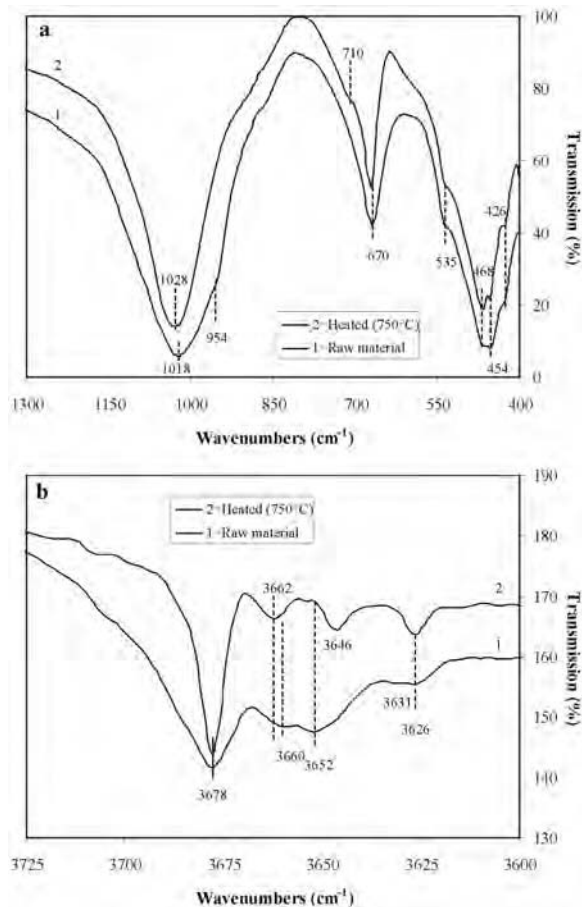 a
100
80
60
40
20
0
Transmission (%)
2
1
710
1028
1018
954
670
535
468
426
454
2-Heated (750°C)
1-Raw material
1300 1150 1000 850 700 550 400
Wavenumbers (cm-1)
b
190
180
170
160
150
140
130
Transmission (%)
2-Heated (750°C)
1-Raw material
3662
2
3646
1
3631
3626
3660
3652
3678
3725 3700 3675 3650 3625 3600
Wavenumbers (cm-1)